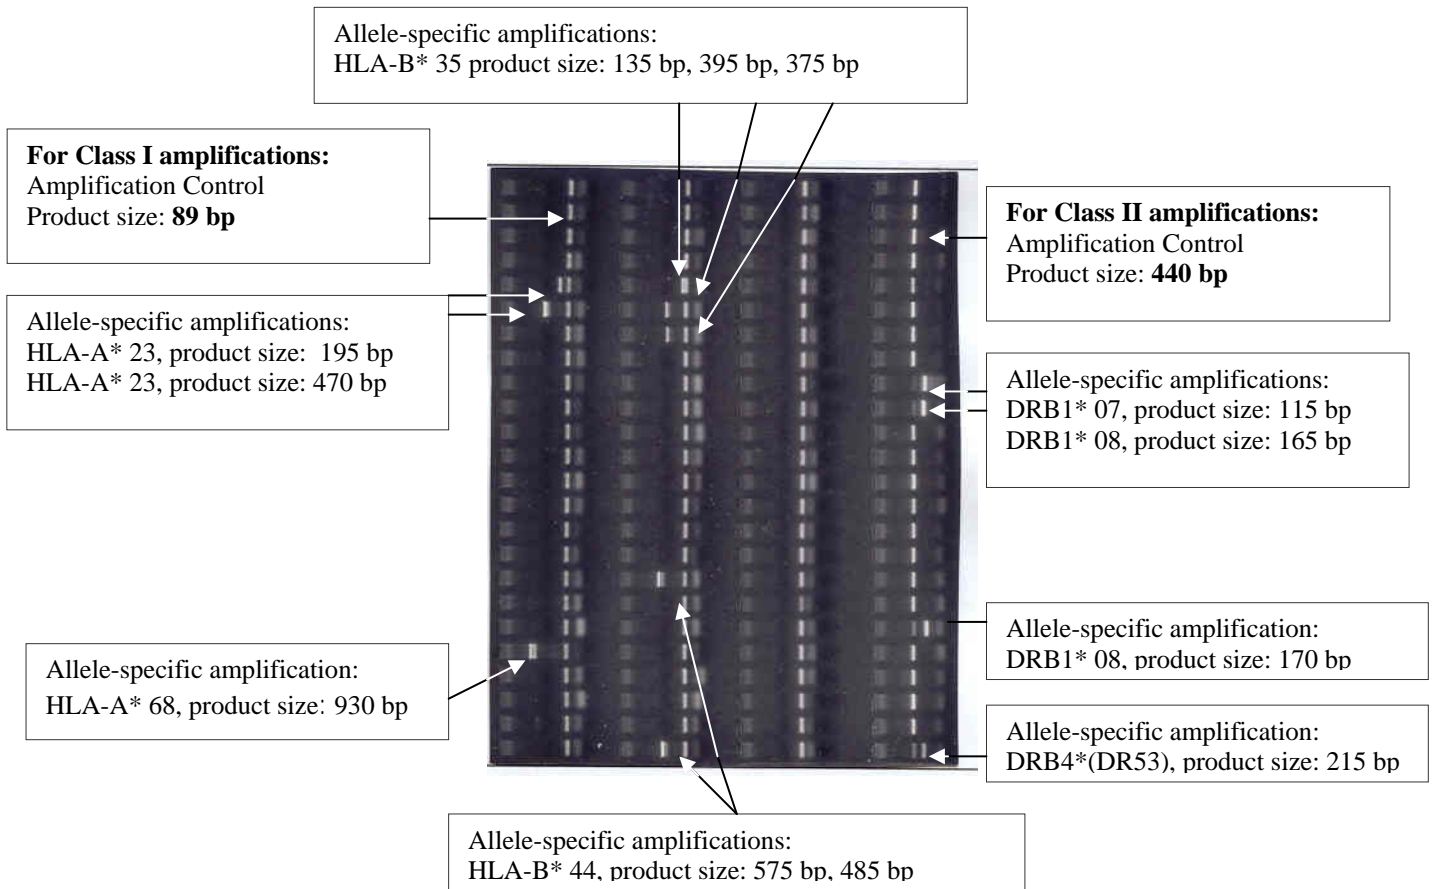 Allele-specific amplifications:
HLA-B* 35 product size: 135 bp, 395 bp, 375 bp
For Class I amplifications:
Amplification Control
Product size: 89 bp
For Class II amplifications:
Amplification Control
Product size: 440 bp
Allele-specific amplifications:
HLA-A* 23, product size:  195 bp
HLA-A* 23, product size: 470 bp
Allele-specific amplifications:
DRB1* 07, product size: 115 bp
DRB1* 08, product size: 165 bp
Allele-specific amplification:
HLA-A* 68, product size: 930 bp
Allele-specific amplification:
DRB1* 08, product size: 170 bp
Allele-specific amplification:
DRB4*(DR53), product size: 215 bp
Allele-specific amplifications:
HLA-B* 44, product size: 575 bp, 485 bp